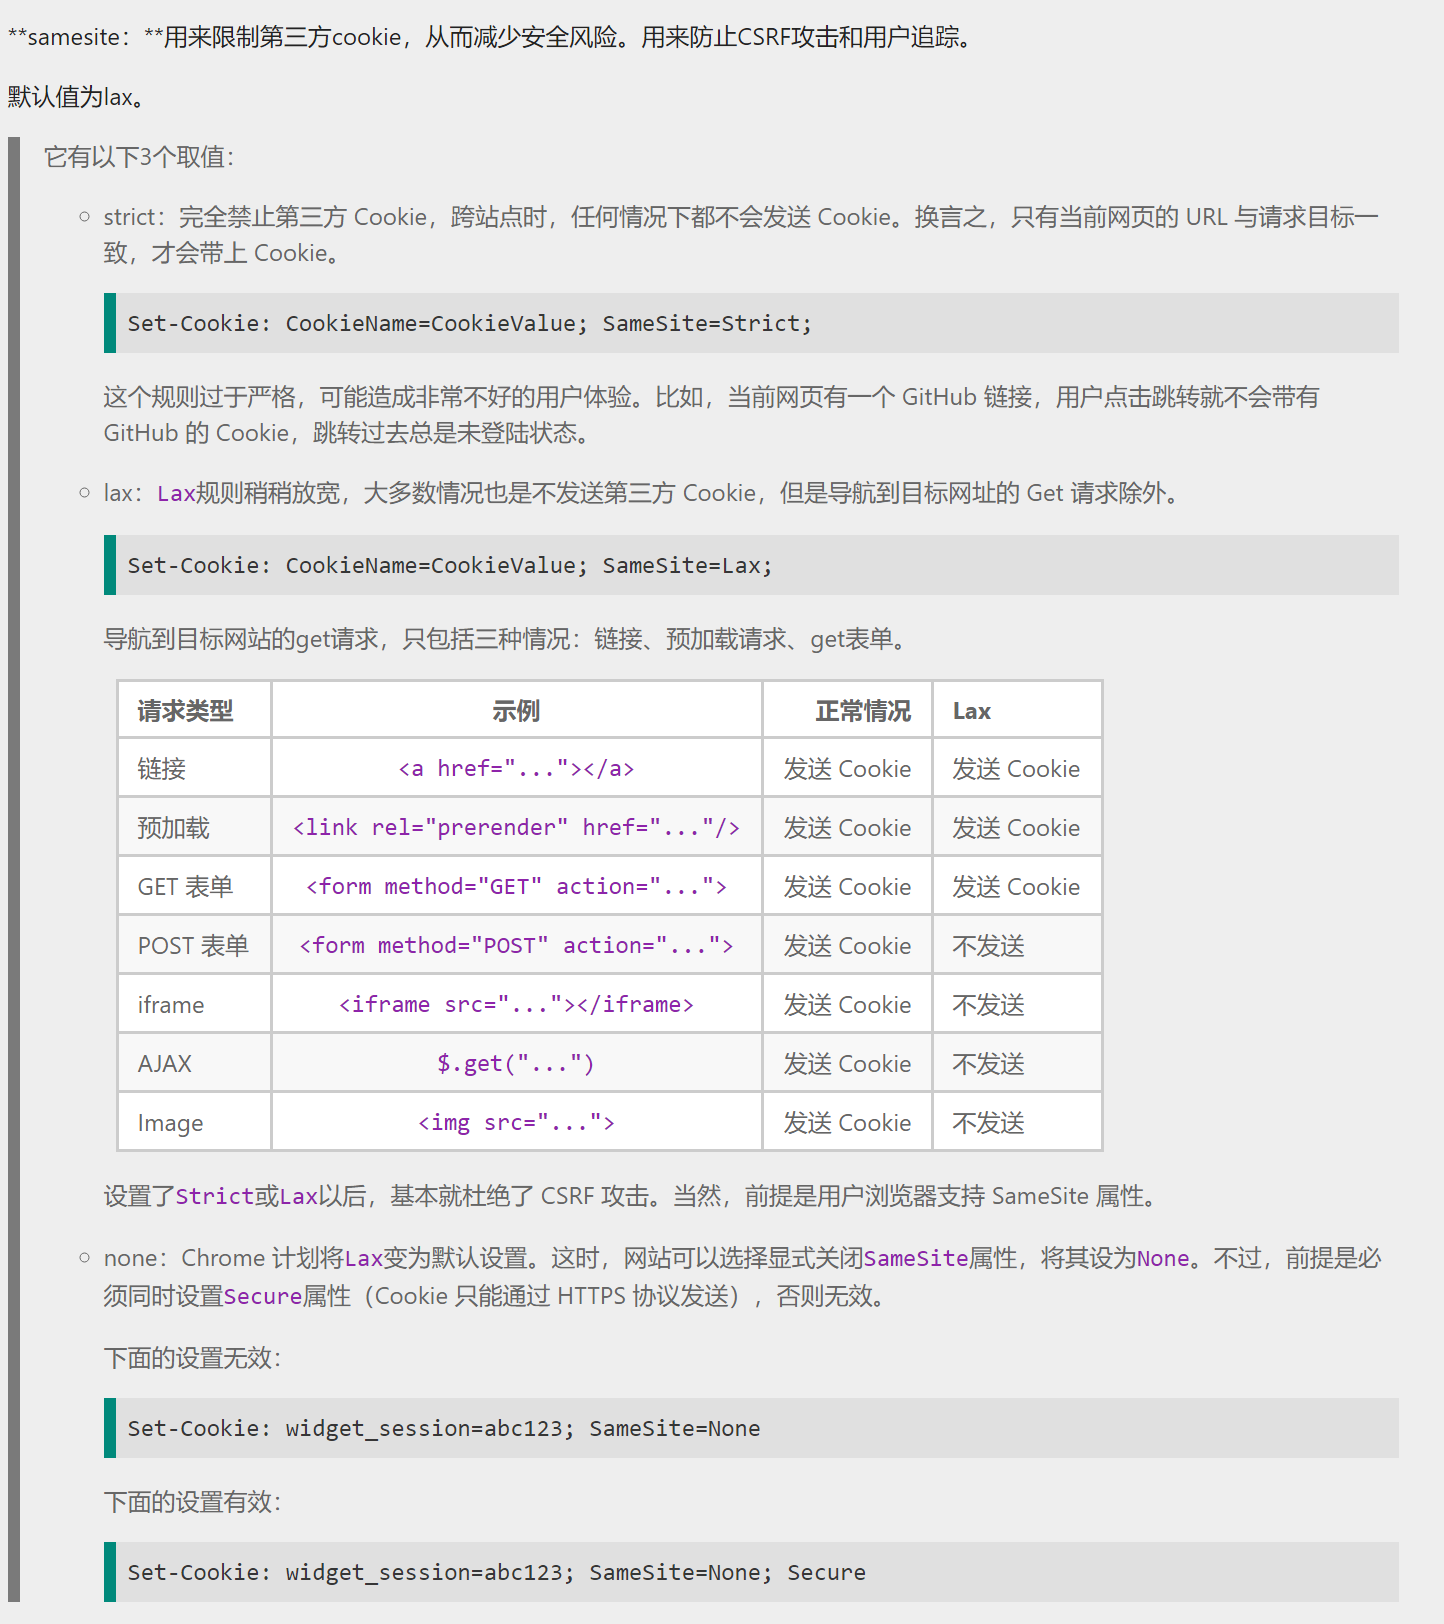 **samesite：**用来限制第三方cookie，从而减少安全风险。用来防止CSRF攻击和用户追踪。
默认值为lax。
它有以下3个取值：
strict：完全禁止第三方 Cookie，跨站点时，任何情况下都不会发送 Cookie。换言之，只有当前网页的 URL 与请求目标一
致，才会带上 Cookie。
Set-Cookie: CookieName=CookieValue; SameSite=Strict;
这个规则过于严格，可能造成非常不好的用户体验。比如，当前网页有一个 GitHub 链接，用户点击跳转就不会带有
GitHub 的 Cookie，跳转过去总是未登陆状态。
lax：Lax规则稍稍放宽，大多数情况也是不发送第三方 Cookie，但是导航到目标网址的 Get 请求除外。
Set-Cookie: CookieName=CookieValue; SameSite=Lax;
导航到目标网站的get请求，只包括三种情况：链接、预加载请求、get表单。
请求类型 示例 正常情况 Lax
链接 <a href="..."></a> 发送 Cookie 发送 Cookie
预加载 <link rel="prerender" href="..."/> 发送 Cookie 发送 Cookie
GET 表单 <form method="GET" action="..."> 发送 Cookie 发送 Cookie
POST 表单 <form method="POST" action="..."> 发送 Cookie 不发送
iframe <iframe src="..."></iframe> 发送 Cookie 不发送
AJAX $.get("...") 发送 Cookie 不发送
Image <img src="..."> 发送 Cookie 不发送
设置了Strict或Lax以后，基本就杜绝了 CSRF 攻击。当然，前提是用户浏览器支持 SameSite 属性。
none：Chrome 计划将Lax变为默认设置。这时，网站可以选择显式关闭SameSite属性，将其设为None。不过，前提是必
须同时设置Secure属性（Cookie 只能通过 HTTPS 协议发送），否则无效。
下面的设置无效：
Set-Cookie: widget_session=abc123; SameSite=None
下面的设置有效：
Set-Cookie: widget_session=abc123; SameSite=None; Secure